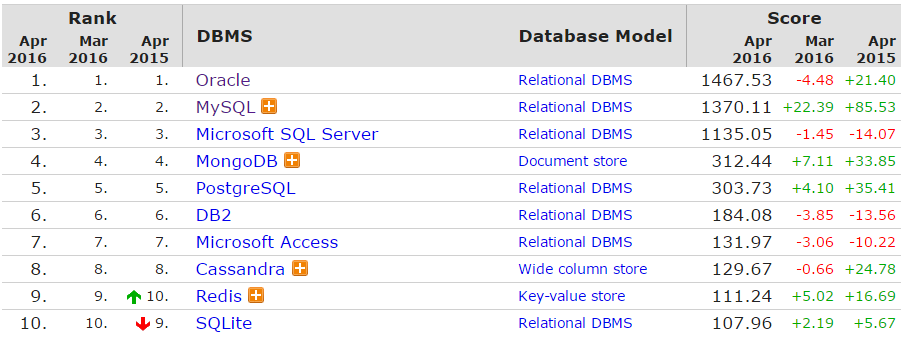 Rank Score
Apr 2016 Mar 2016 Apr 2015 DBMS Database Model Apr 2016 Mar 2016 Apr 2015
1. 1. 1. Oracle Relational DBMS 1467.53 -4.48 +21.40
2. 2. 2. MySQL Relational DBMS 1370.11 +22.39 +85.53
3. 3. 3. Microsoft SQL Server Relational DBMS 1135.05 -1.45 -14.07
4. 4. 4. MongoDB Document store 312.44 +7.11 +33.85
5. 5. 5. PostgreSQL Relational DBMS 303.73 +4.10 +35.41
6. 6. 6. DB2 Relational DBMS 184.08 -3.85 -13.56
7. 7. 7. Microsoft Access Relational DBMS 131.97 -3.06 -10.22
8. 8. 8. Cassandra Wide column store 129.67 -0.66 +24.78
9. 9. 10. Redis Key-value store 111.24 +5.02 +16.69
10. 10. 9. SQLite Relational DBMS 107.96 +2.19 +5.67